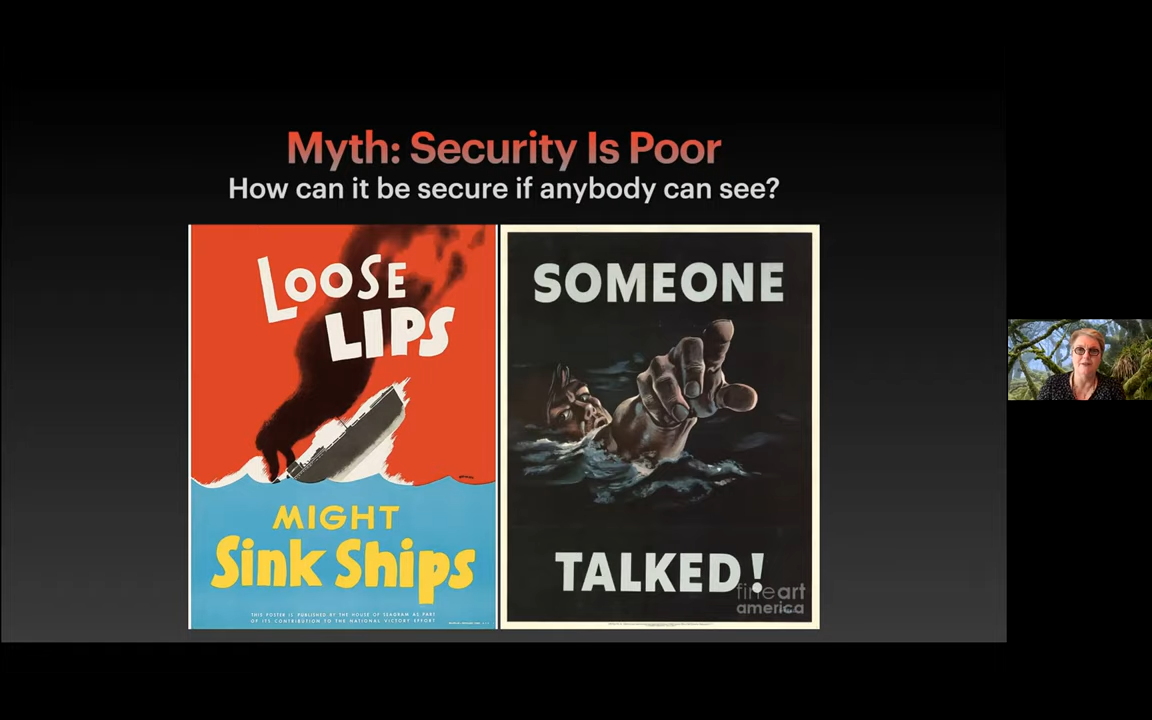 Myth: Security Is Poor
How can it be secure if anybody can see?
LOOSE
LIPS
MIGHT
Sink Ships
THIS POSTER IS PUBLISHED BY THE HOUSE OF SEAGRAM AS PART
OF ITS CONTRIBUTION TO THE NATIONAL VICTORY EFFORT
SOMEONE
TALKED!
fineart
america